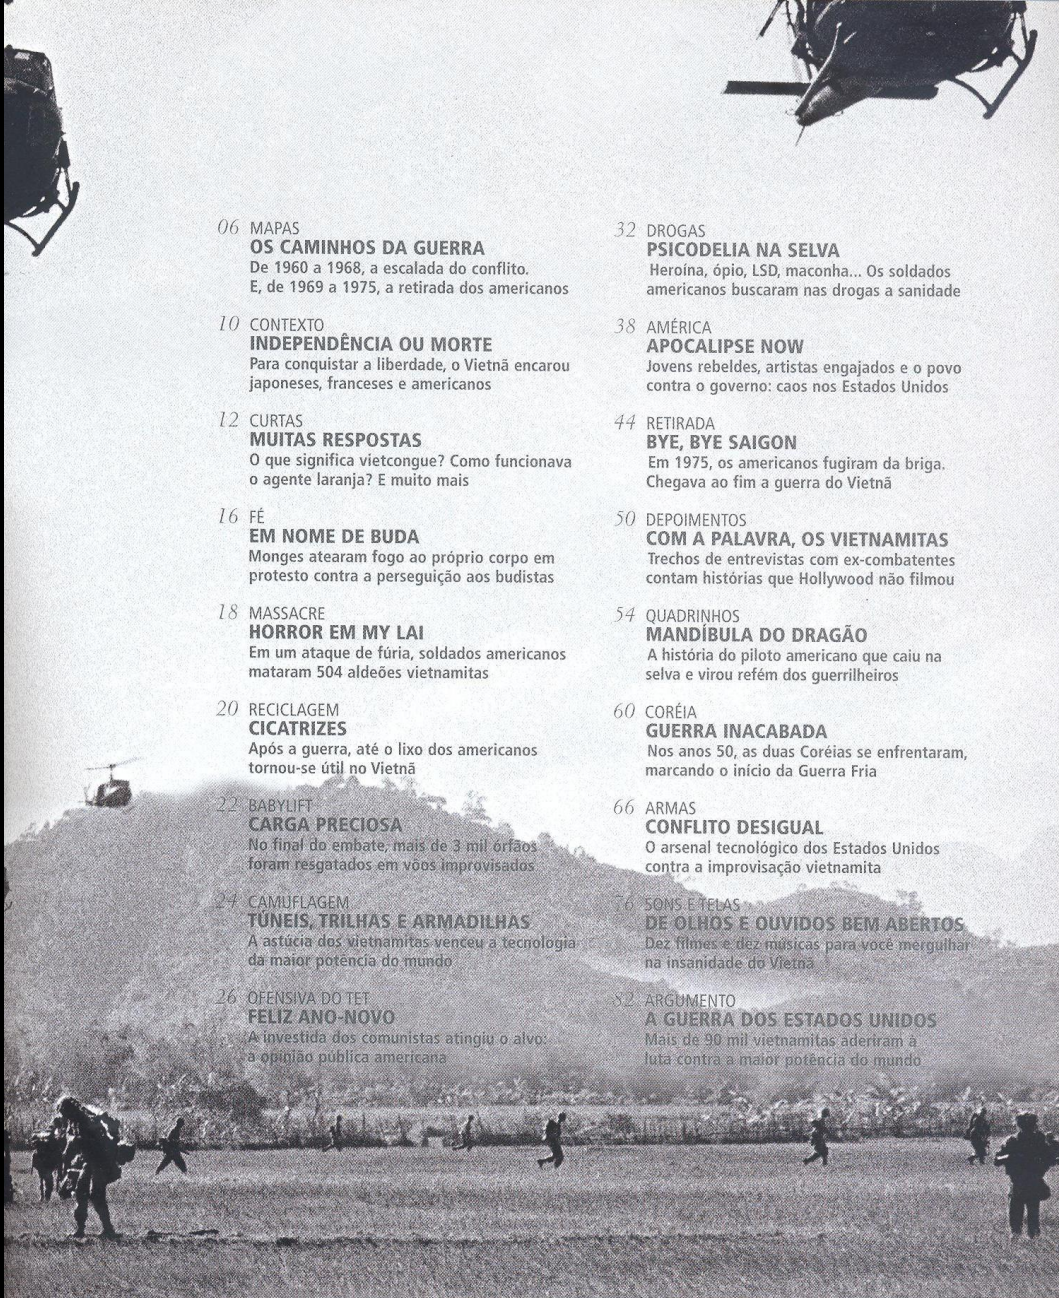 06 MAPAS
OS CAMINHOS DA GUERRA
De 1960 a 1968, a escalada do conflito.
E, de 1969 a 1975, a retirada dos americanos
10 CONTEXTO
INDEPENDÊNCIA OU MORTE
Para conquistar a liberdade, o Vietnã encarou
japoneses, franceses e americanos
12 CURTAS
MUITAS RESPOSTAS
O que significa vietcongue? Como funcionava
o agente laranja? E muito mais
16 FÉ
EM NOME DE BUDA
Monges atearam fogo ao próprio corpo em
protesto contra a perseguição aos budistas
18 MASSACRE
HORROR EM MY LAI
Em um ataque de fúria, soldados americanos
mataram 504 aldeões vietnamitas
20 RECICLAGEM
CICATRIZES
Após a guerra, até o lixo dos americanos
tornou-se útil no Vietnã
22 BABYLIFT
CARGA PRECIOSA
No final do embate, mais de 3 mil órfãos
foram resgatados em vôos improvisados
24 CAMUFLAGEM
TÚNEIS, TRILHAS E ARMADILHAS
A astúcia dos vietnamitas venceu a tecnologia
da maior potência do mundo
26 OFENSIVA DO TET
FELIZ ANO-NOVO
A investida dos comunistas atingiu o alvo:
a opinião pública americana
32 DROGAS
PSICODELIA NA SELVA
Heroína, ópio, LSD, maconha... Os soldados
americanos buscaram nas drogas a sanidade
38 AMÉRICA
APOCALIPSE NOW
Jovens rebeldes, artistas engajados e o povo
contra o governo: caos nos Estados Unidos
44 RETIRADA
BYE, BYE SAIGON
Em 1975, os americanos fugiram da briga.
Chegava ao fim a guerra do Vietnã
50 DEPOIMENTOS
COM A PALAVRA, OS VIETNAMITAS
Trechos de entrevistas com ex-combatentes
contam histórias que Hollywood não filmou
54 QUADRINHOS
MANDÍBULA DO DRAGÃO
A história do piloto americano que caiu na
selva e virou refém dos guerrilheiros
60 CORÉIA
GUERRA INACABADA
Nos anos 50, as duas Coréias se enfrentaram,
marcando o início da Guerra Fria
66 ARMAS
CONFLITO DESIGUAL
O arsenal tecnológico dos Estados Unidos
contra a improvisação vietnamita
76 SONS E TELAS
DE OLHOS E OUVIDOS BEM ABERTOS
Dez filmes e dez músicas para você mergulhar
na insanidade do Vietnã
82 ARGUMENTO
A GUERRA DOS ESTADOS UNIDOS
Mais de 90 mil vietnamitas aderiram à
luta contra a maior potência do mundo